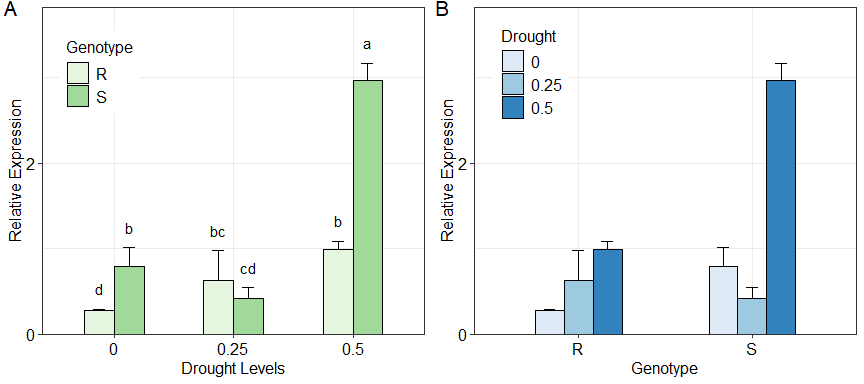 A
Relative Expression
Genotype
R
S
a
b
b
bc
cd
d
2
0
0 0.25 0.5
Drought Levels
B
Relative Expression
Drought
0
0.25
0.5
2
0
R S
Genotype